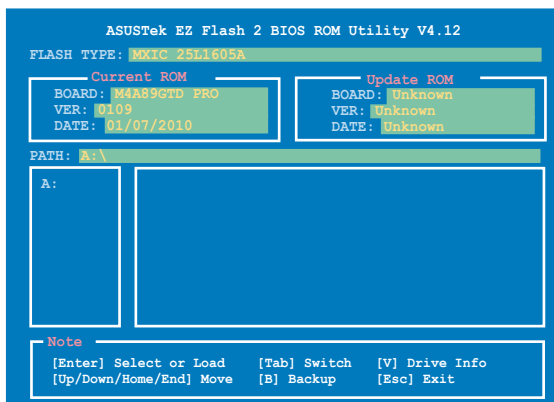 ASUSTek EZ Flash 2 BIOS ROM Utility V4.12
FLASH TYPE: MXIC 25L1605A
Current ROM
BOARD: M4A89GTD PRO
VER: 0109
DATE: 01/07/2010
Update ROM
BOARD: Unknown
VER: Unknown
DATE: Unknown
PATH: A:\
A:
Note
[Enter] Select or Load [Tab] Switch [V] Drive Info
[Up/Down/Home/End] Move [B] Backup [Esc] Exit